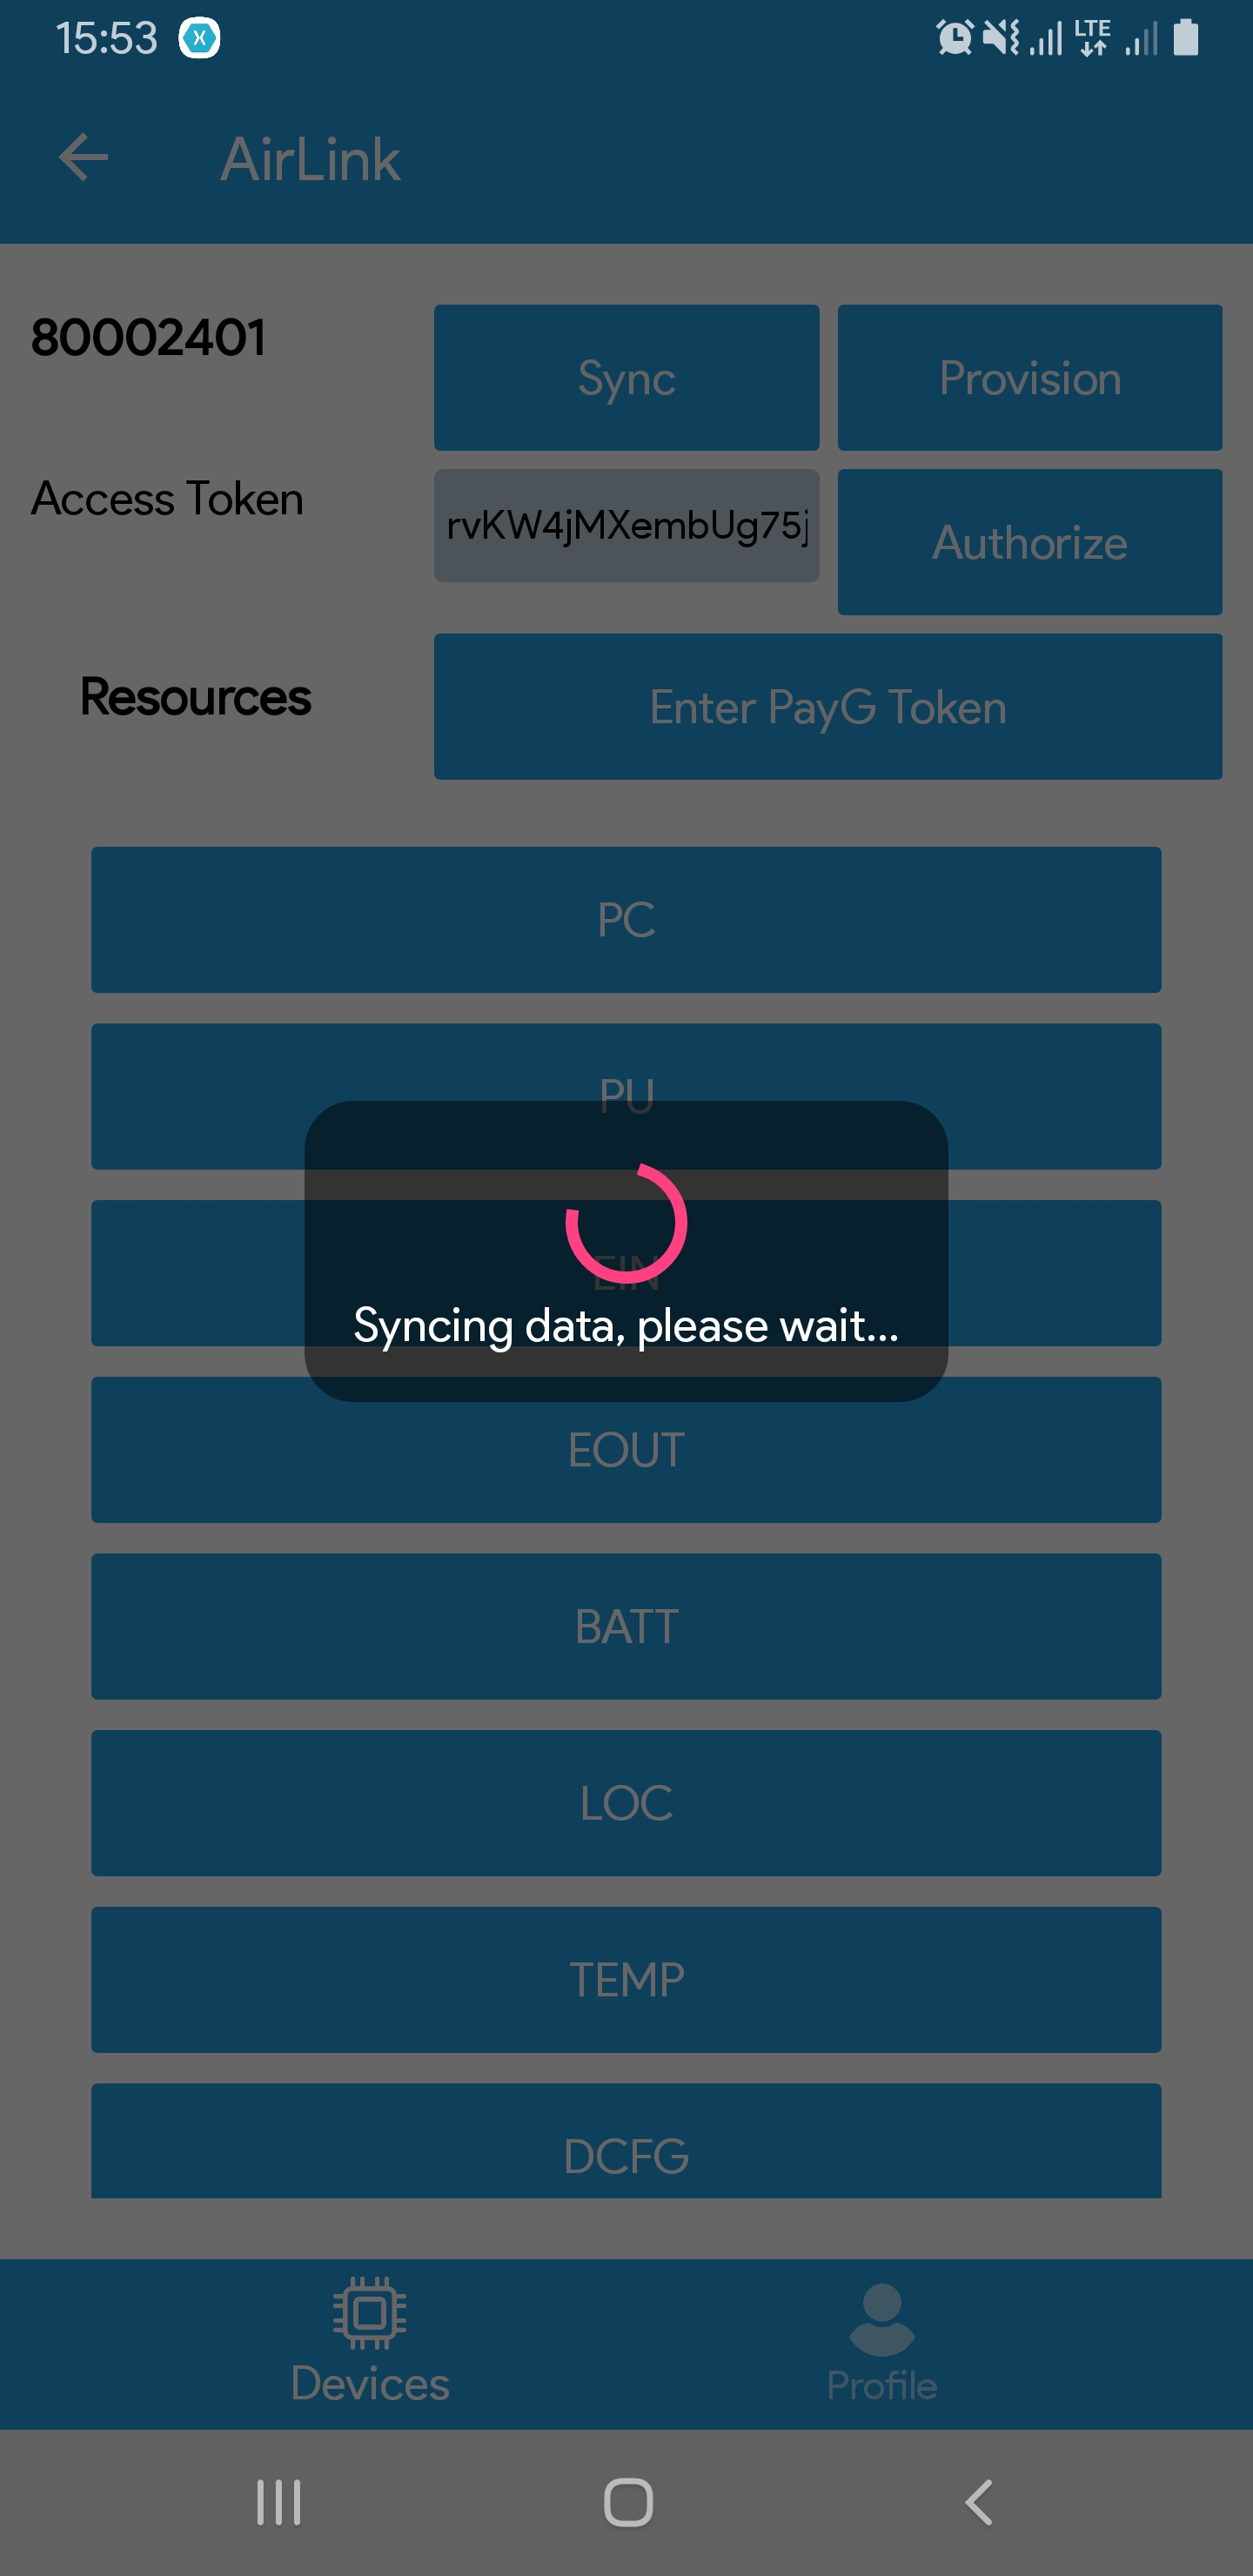 15:53
LTE
AirLink
80002401
Sync
Provision
Access Token
rvKW4jMXembUg75j
Authorize
Resources
Enter PayG Token
PC
PU
EIN
Syncing data, please wait...
EOUT
BATT
LOC
TEMP
DCFG
Devices
Profile